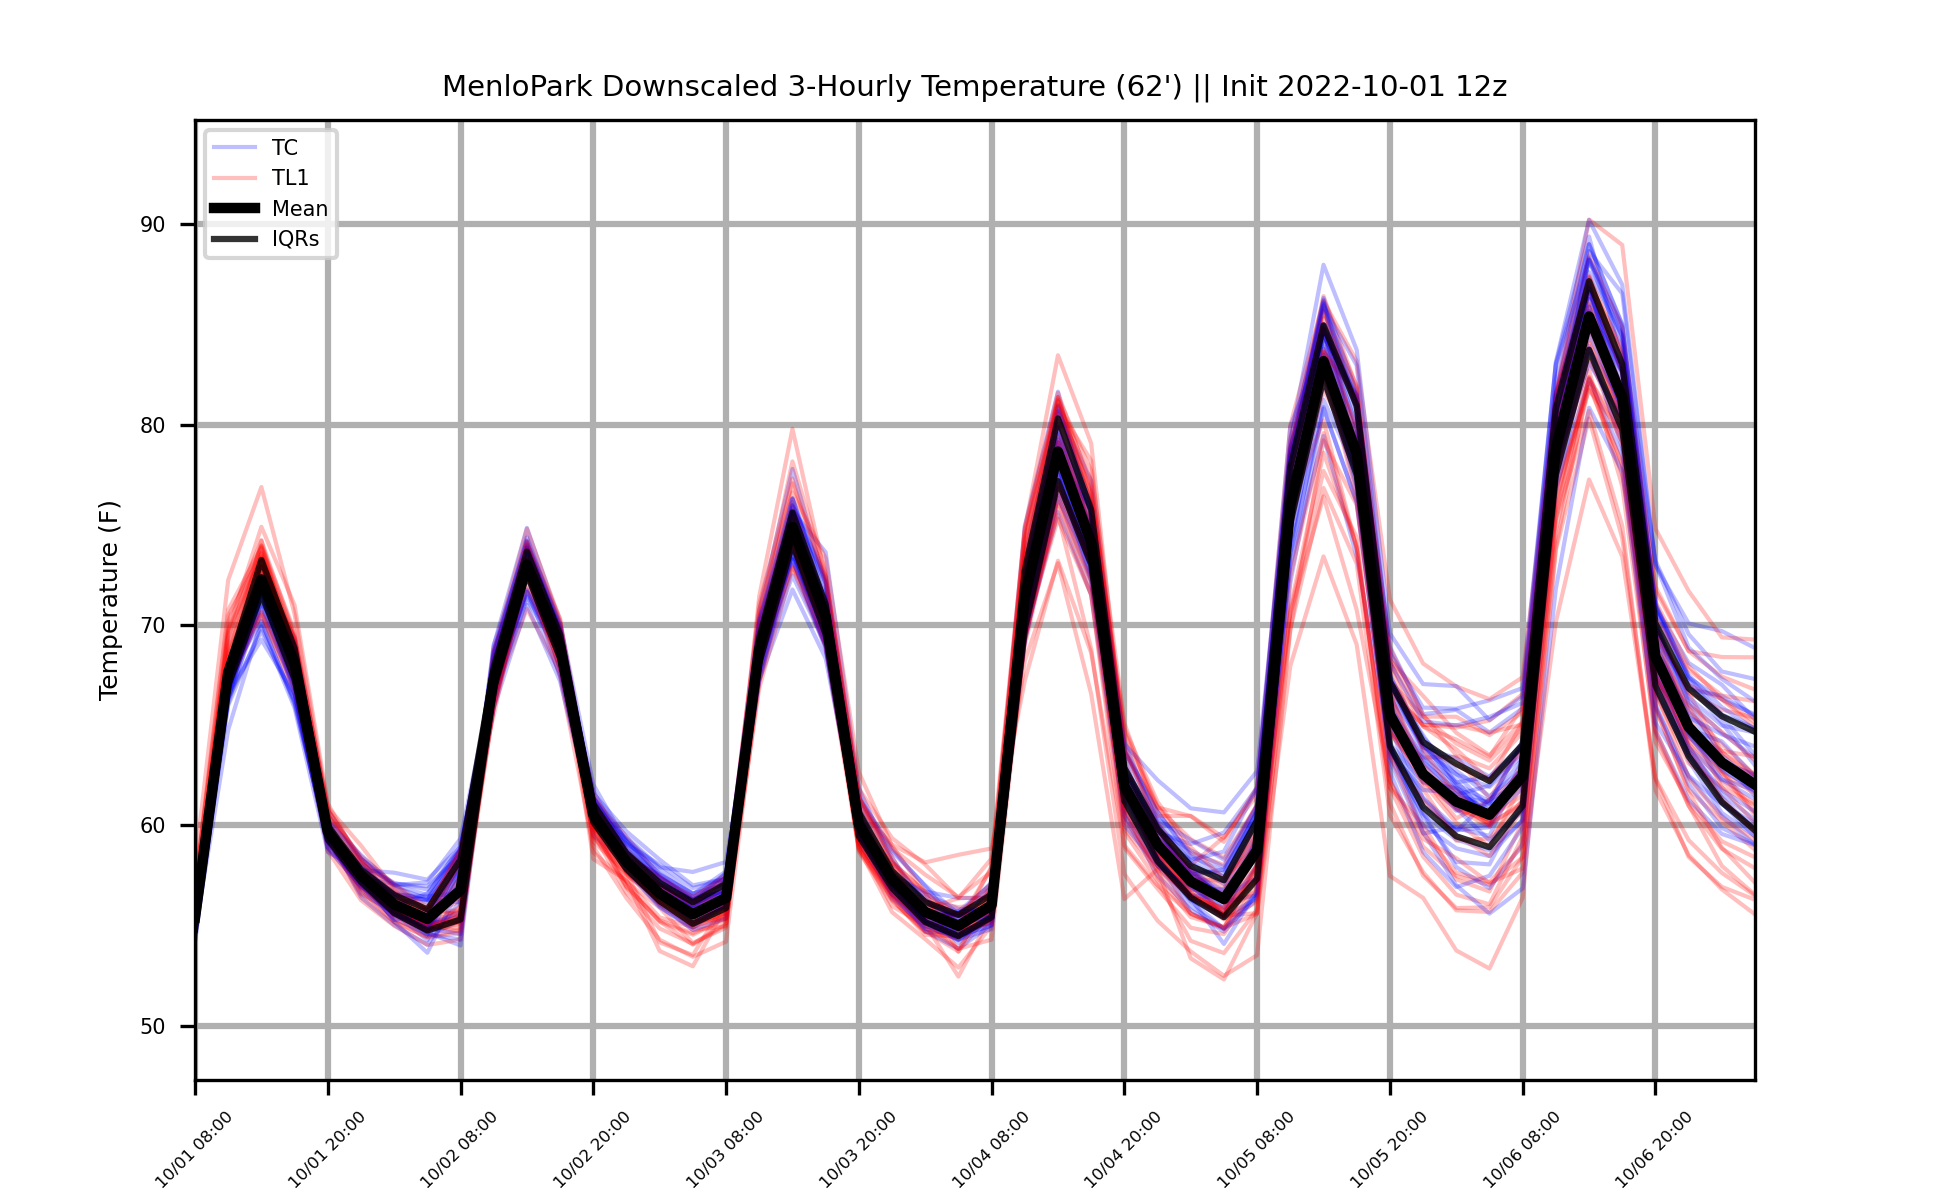 MenloPark Downscaled 3-Hourly Temperature (62') || Init 2022-10-01 12z
TC
TL1
Mean
IQRs
Temperature (F)
90
80
70
60
50
10/01 08:00
10/01 20:00
10/02 08:00
10/02 20:00
10/03 08:00
10/03 20:00
10/04 08:00
10/04 20:00
10/05 08:00
10/05 20:00
10/06 08:00
10/06 20:00